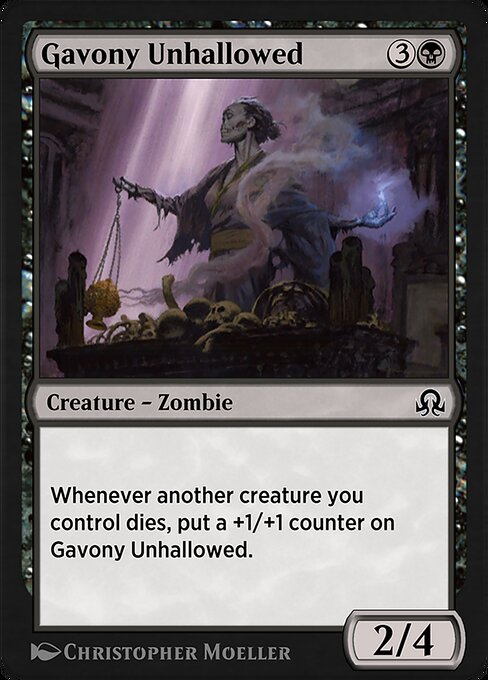 Gavony Unhallowed 3
Creature – Zombie
Whenever another creature you
control dies, put a +1/+1 counter on
Gavony Unhallowed.
2/4
Christopher Moeller